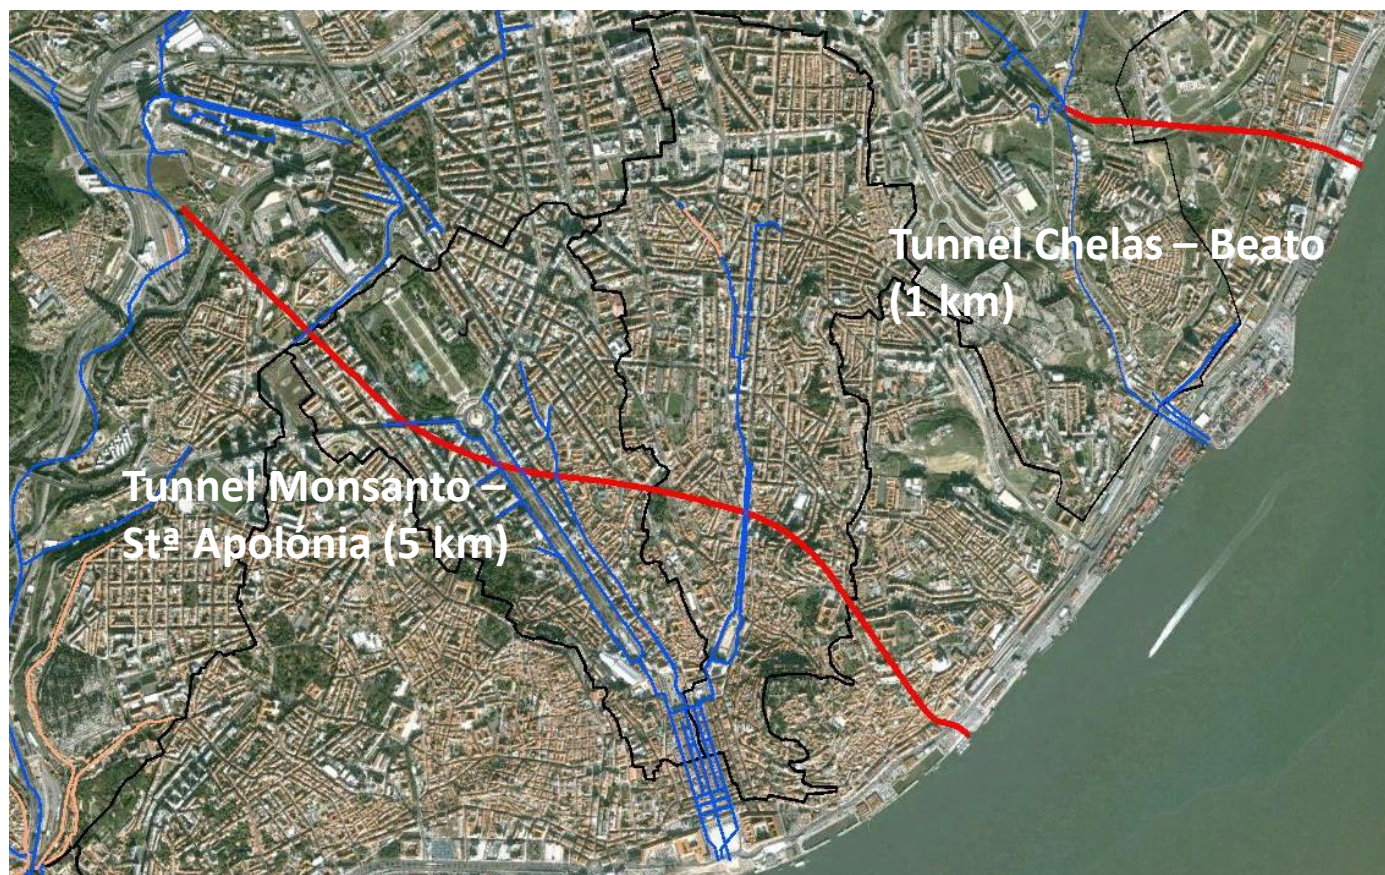 Tunnel Chelas – Beato
(1 km)
Tunnel Monsanto –
Stª Apolónia (5 km)